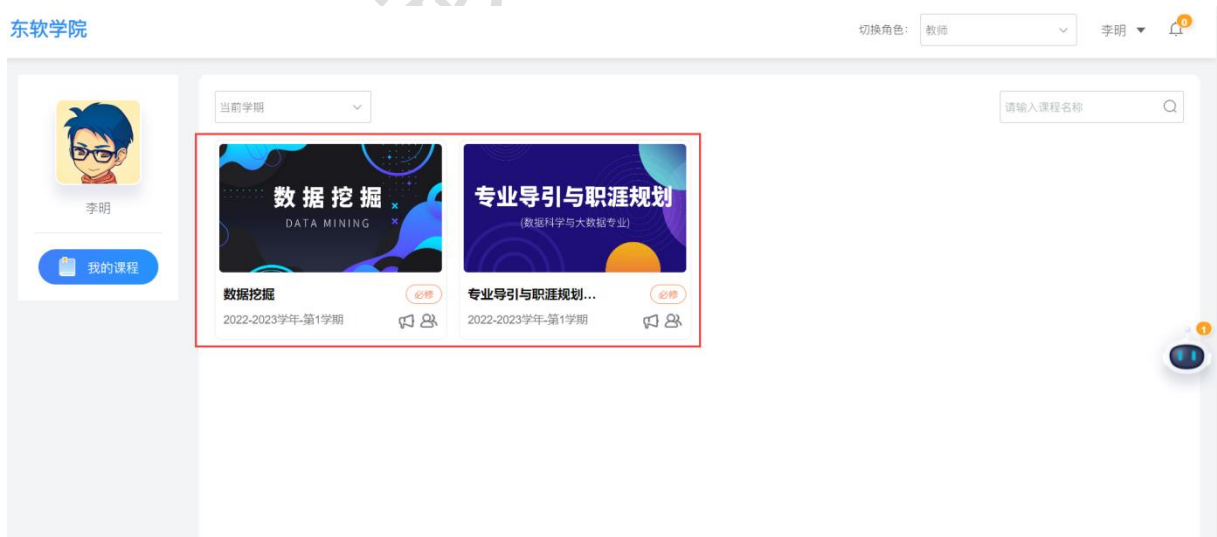 东软学院
切换角色: 教师 李明 0
当前学期 请输入课程名称
李明
我的课程
数据挖掘
DATA MINING
数据挖掘 必修
2022-2023学年-第1学期
专业导引与职涯规划
(数据科学与大数据专业)
专业导引与职涯规划... 必修
2022-2023学年-第1学期
1